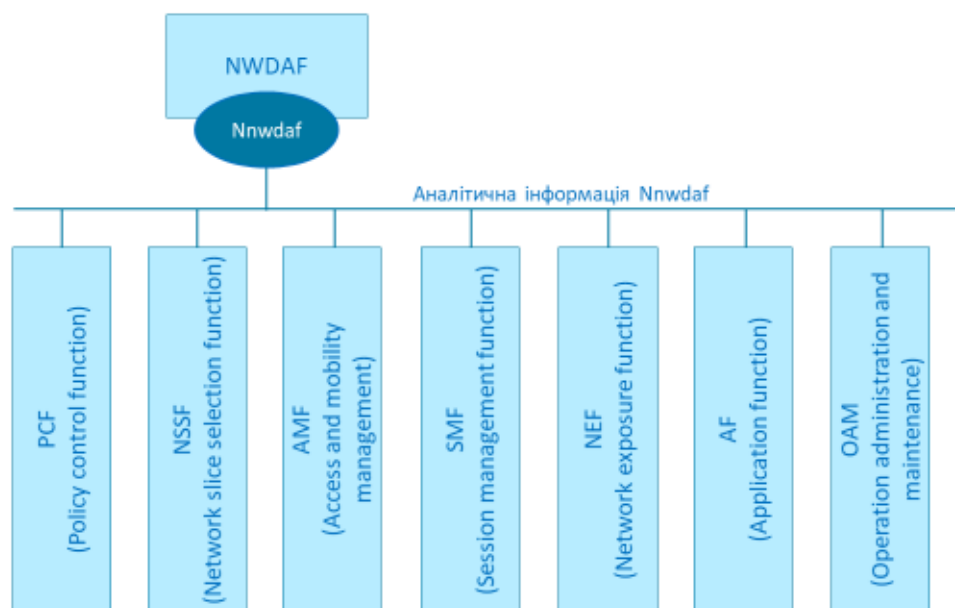 NWDAF
Nnwdaf
Аналітична інформація Nnwdaf
PCF
(Policy control function)
NSSF
(Network slice selection function)
AMF
(Access and mobility
management)
SMF
(Session management function)
NEF
(Network exposure function)
AF
(Application function)
OAM
(Operation administration and
maintenance)